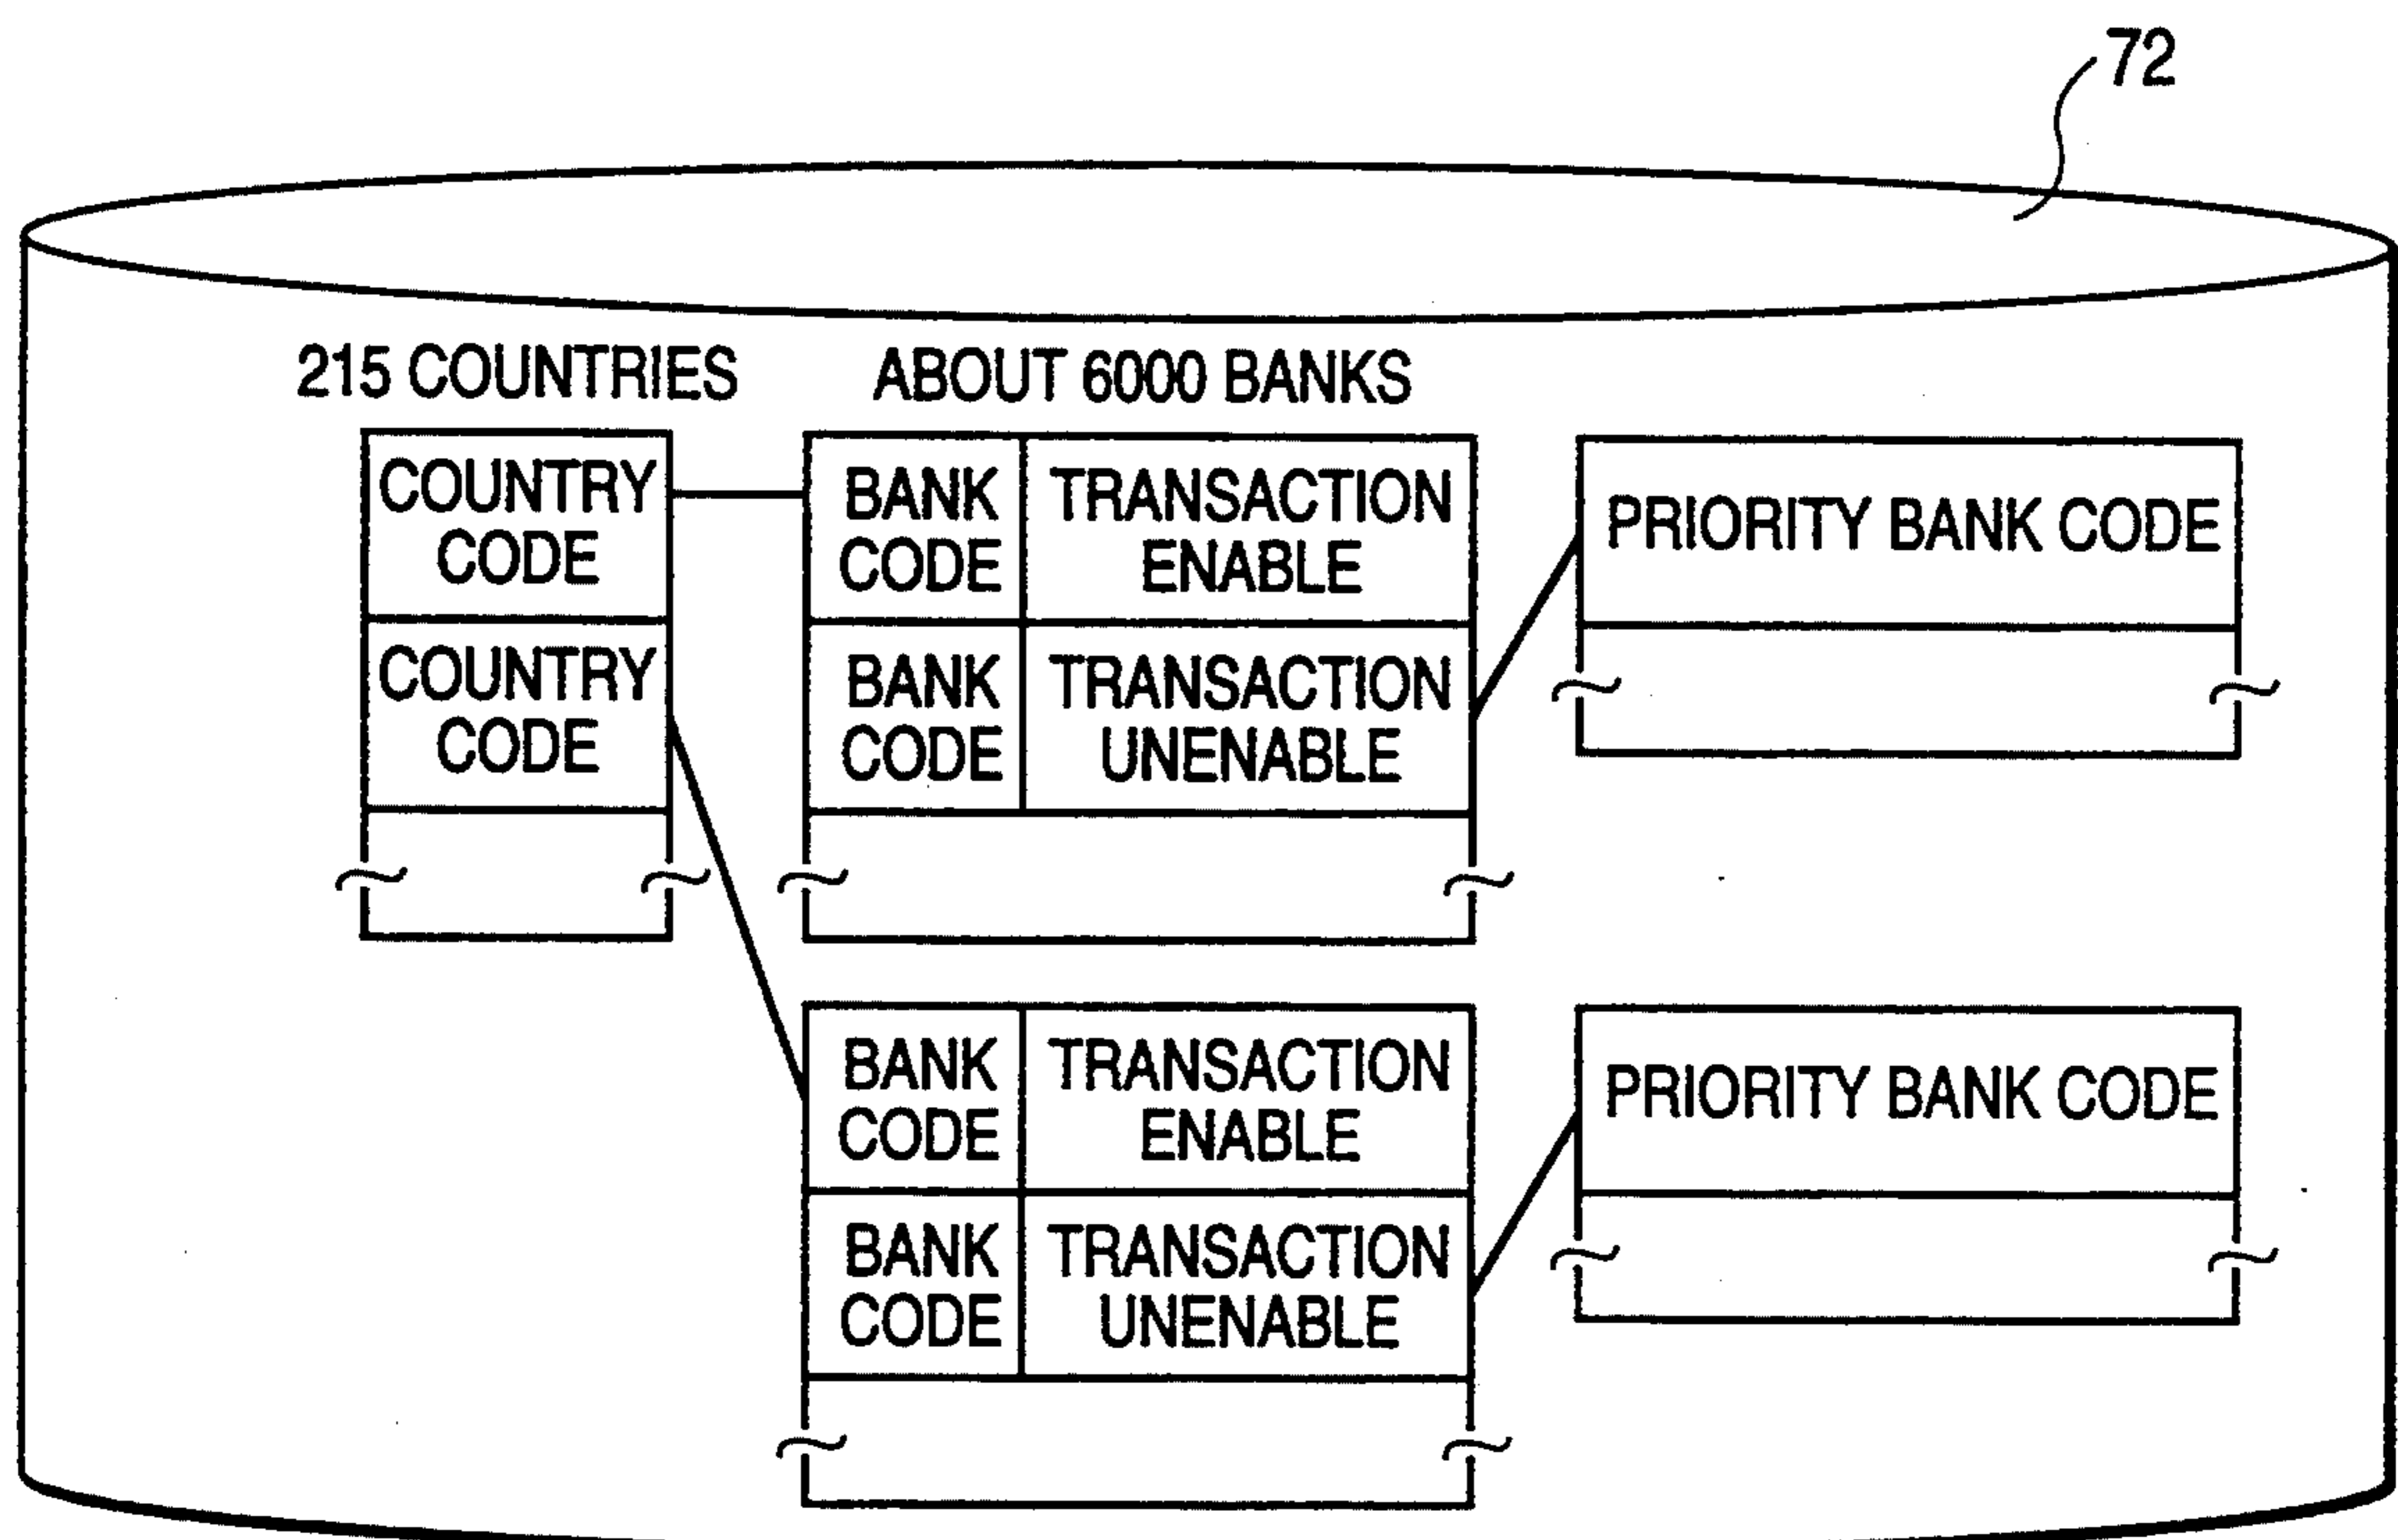 72
215 COUNTRIES
ABOUT 6000 BANKS
COUNTRY
CODE
COUNTRY
CODE
BANK
CODE
TRANSACTION
ENABLE
BANK
CODE
TRANSACTION
UNENABLE
PRIORITY BANK CODE
BANK
CODE
TRANSACTION
ENABLE
BANK
CODE
TRANSACTION
UNENABLE
PRIORITY BANK CODE